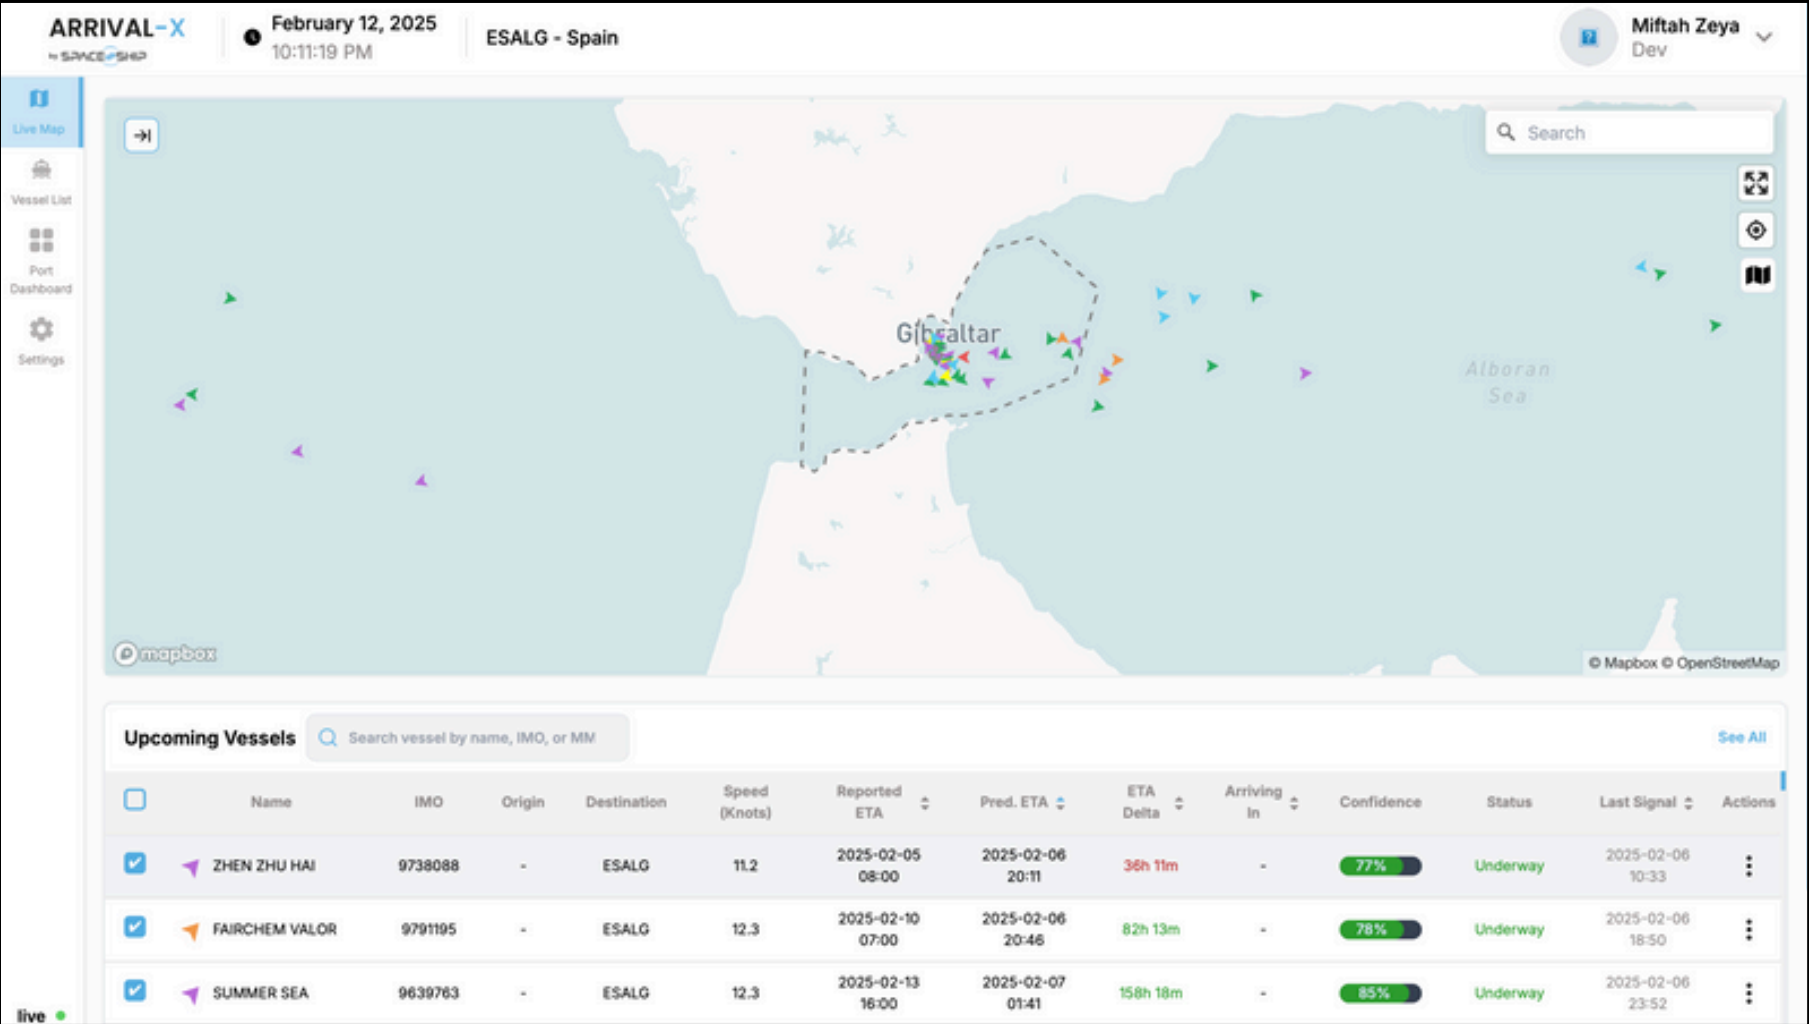 ARRIVAL-X
by SPACE SHIP
February 12, 2025
10:11:19 PM
ESALG - Spain
Miftah Zeya
Dev
Live Map
Vessel List
Port
Dashboard
Settings
live
Search
Gibraltar
Alboran
Sea
mapbox
© Mapbox © OpenStreetMap
Upcoming Vessels
Search vessel by name, IMO, or MM
See All
Name IMO Origin Destination Speed (Knots) Reported ETA Pred. ETA ETA Delta Arriving In Confidence Status Last Signal Actions
ZHEN ZHU HAI 9738088 - ESALG 11.2 2025-02-05 08:00 2025-02-06 20:11 36h 11m - 77% Underway 2025-02-06 10:33
FAIRCHEM VALOR 9791195 - ESALG 12.3 2025-02-10 07:00 2025-02-06 20:46 82h 13m - 78% Underway 2025-02-06 18:50
SUMMER SEA 9639763 - ESALG 12.3 2025-02-13 16:00 2025-02-07 01:41 158h 18m - 85% Underway 2025-02-06 23:52